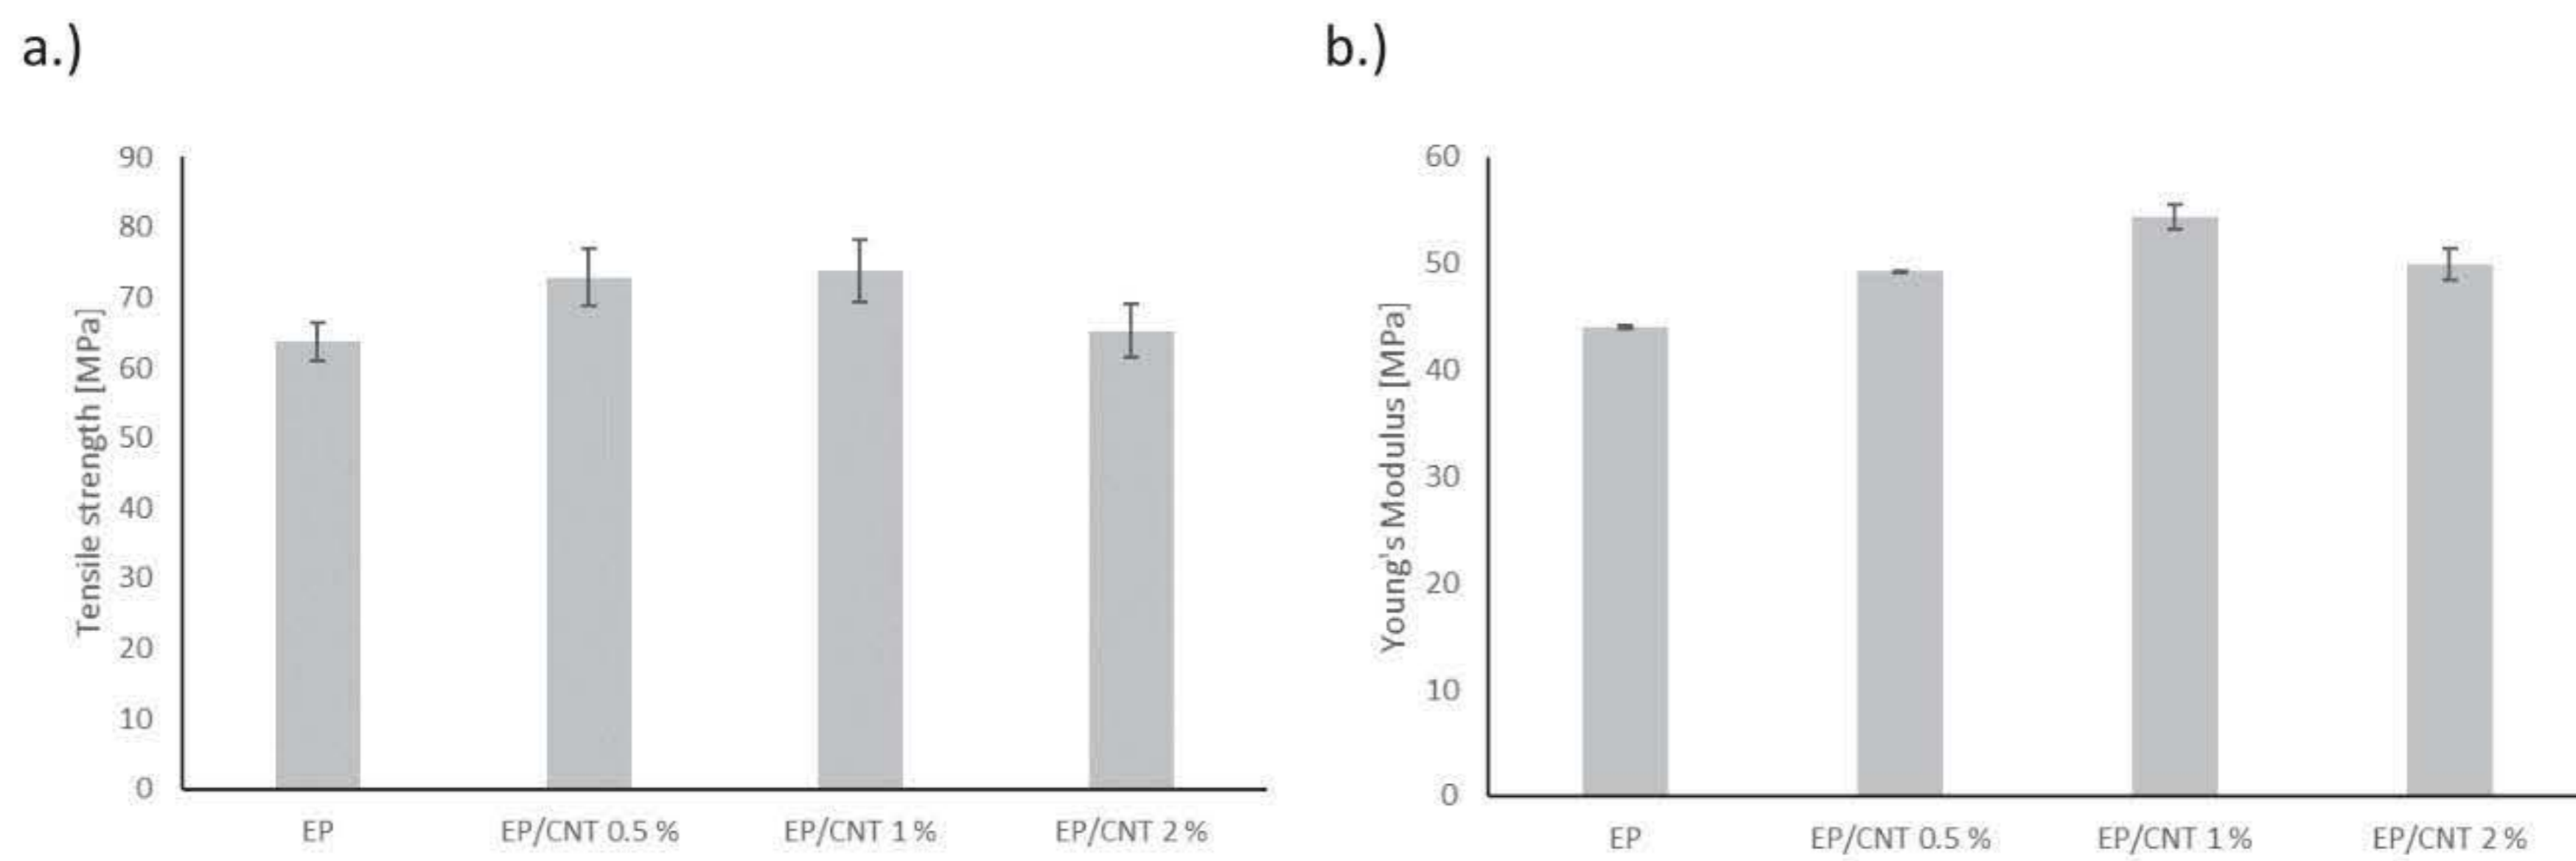 a.)
90
80
70
60
50
40
30
20
10
0
Tensile strength [MPa]
EP
EP/CNT 0.5 %
EP/CNT 1 %
EP/CNT 2 %
b.)
60
50
40
30
20
10
0
Young's Modulus [MPa]
EP
EP/CNT 0.5 %
EP/CNT 1 %
EP/CNT 2 %